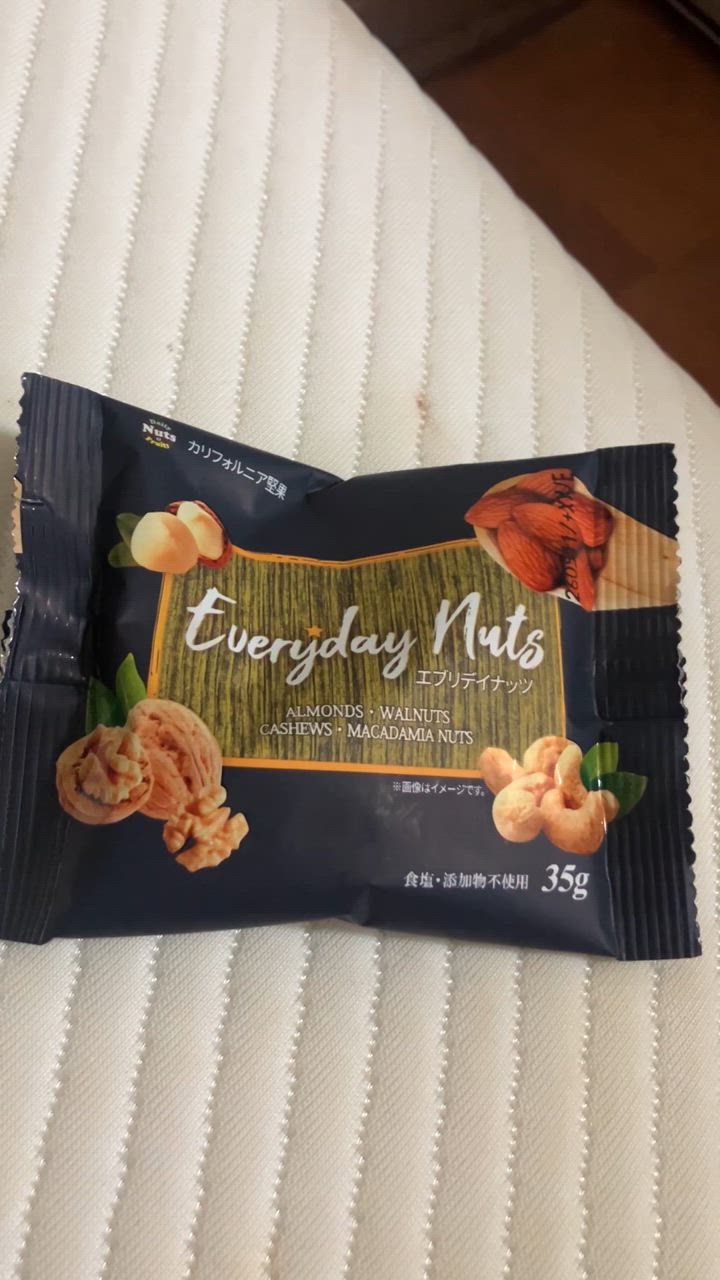 Daily
Nuts
&
Fruits
カリフォルニア堅果
Everyday Nuts
エブリデイナッツ
ALMONDS・WALNUTS
CASHEWS・MACADAMIA NUTS
※画像はイメージです。
食塩・添加物不使用 35g